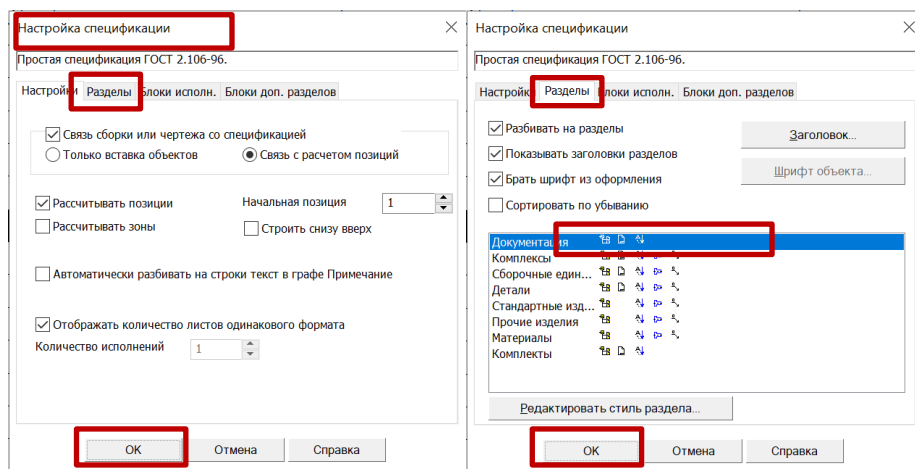 Настройка спецификации
Простая спецификация ГОСТ 2.106-96.
Настройки Разделы Блоки исполн. Блоки доп. разделов
Связь сборки или чертежа со спецификацией
Только вставка объектов Связь с расчетом позиций
Рассчитывать позиции Начальная позиция 1
Рассчитывать зоны Строить снизу вверх
Автоматически разбивать на строки текст в графе Примечание
Отображать количество листов одинакового формата
Количество исполнений 1
ОК Отмена Справка
Настройка спецификации
Простая спецификация ГОСТ 2.106-96.
Настройки Разделы Блоки исполн. Блоки доп. разделов
Разбивать на разделы Заголовок...
Показывать заголовки разделов
Брать шрифт из оформления Шрифт объекта...
Сортировать по убыванию
Документация
Комплексы
Сборочные един...
Детали
Стандартные изд...
Прочие изделия
Материалы
Комплекты
Редактировать стиль раздела...
ОК Отмена Справка